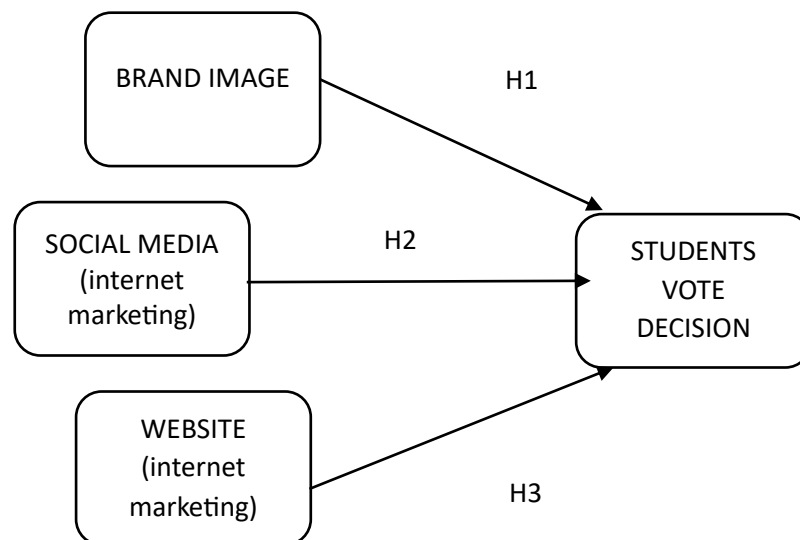 BRAND IMAGE
H1
SOCIAL MEDIA
(internet
marketing)
H2
STUDENTS
VOTE
DECISION
WEBSITE
(internet
marketing)
H3